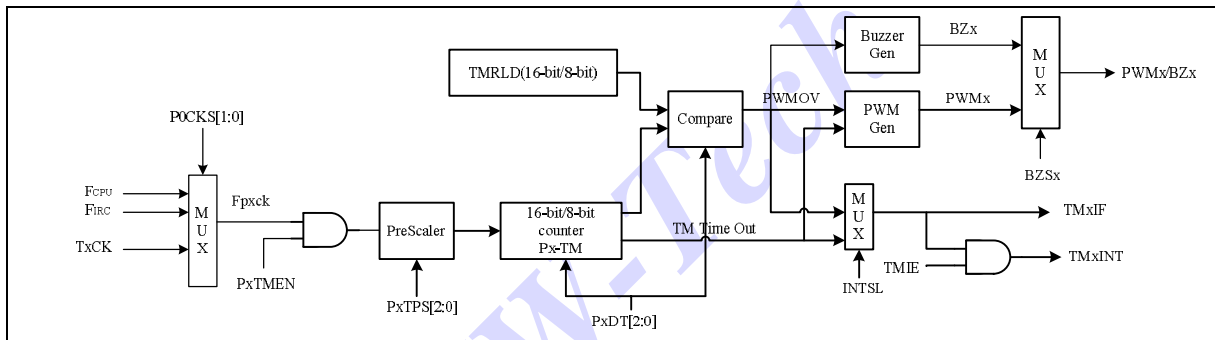 Buzzer
Gen
BZx
M
U
X
PWMx/BZx
TMRLD(16-bit/8-bit)
Compare
PWMOV
PWM
Gen
PWMx
BZSx
P0CKS[1:0]
FCPU
FIRC
TxCK
M
U
X
Fpxck
PxTMEN
PreScaler
PxTPS[2:0]
16-bit/8-bit
counter
Px-TM
TM Time Out
PxDT[2:0]
M
U
X
INTSL
TMxIF
TMIE
TMxINT
W-Tech